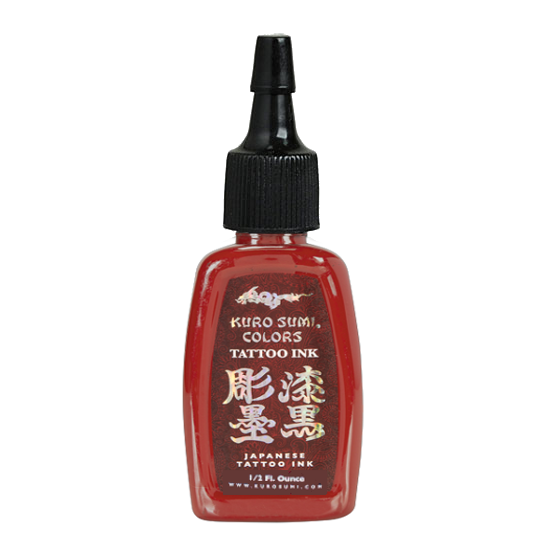 KURO SUMI
COLORS
TATTOO INK
漆黒
彫墨
JAPANESE
TATTOO INK
1/2 Fl. Ounce
WWW.KUROSUMI.COM